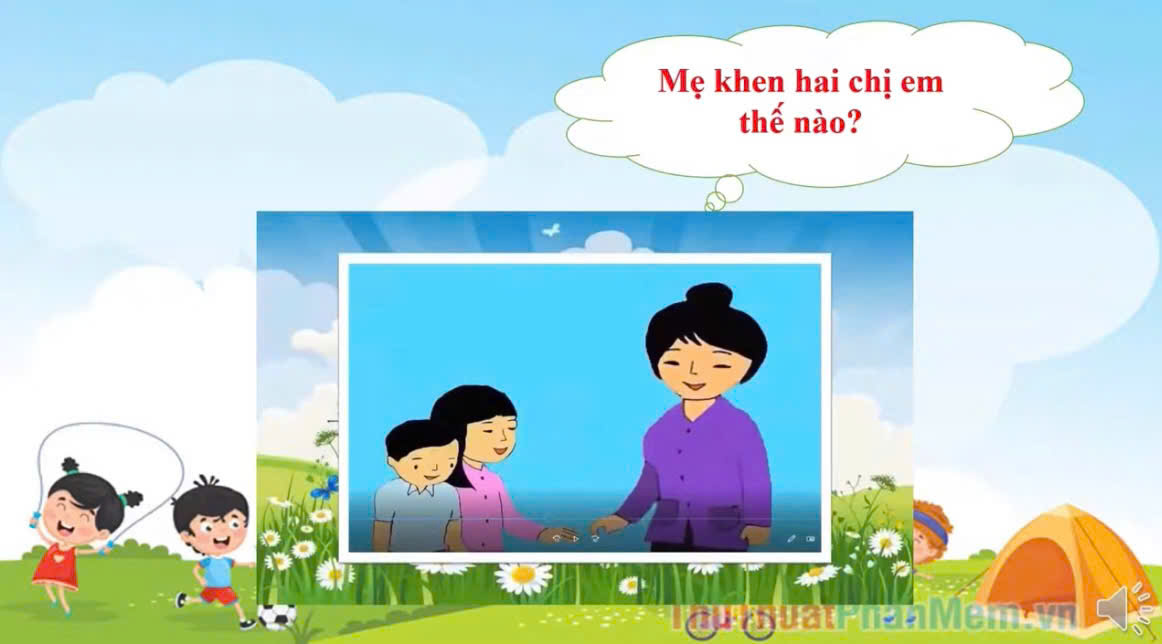 Mẹ khen hai chị em
thế nào?
ThuThuatPhanMem.vn